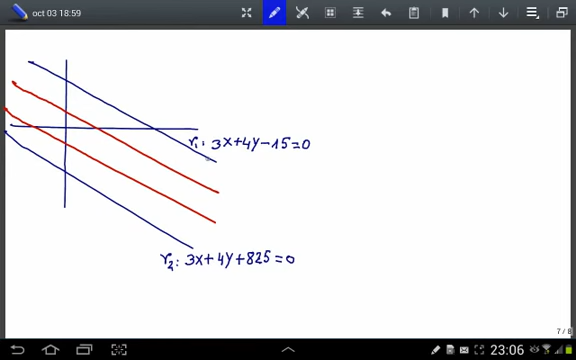 oct 03 18:59
r₁: 3x+4y-15=0
r₂: 3x+4y+825=0
7 / 8
23:06